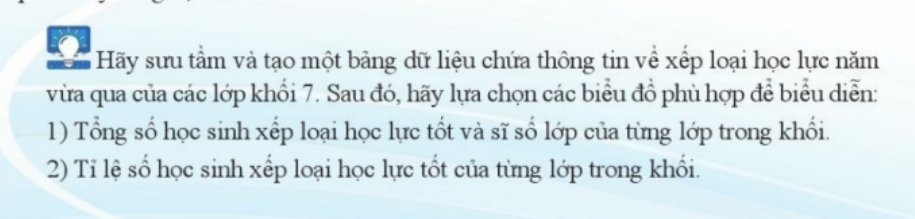 Hãy sưu tầm và tạo một bảng dữ liệu chứa thông tin về xếp loại học lực năm
vừa qua của các lớp khối 7. Sau đó, hãy lựa chọn các biểu đồ phù hợp để biểu diễn:
1) Tổng số học sinh xếp loại học lực tốt và sĩ số lớp của từng lớp trong khối.
2) Tỉ lệ số học sinh xếp loại học lực tốt của từng lớp trong khối.